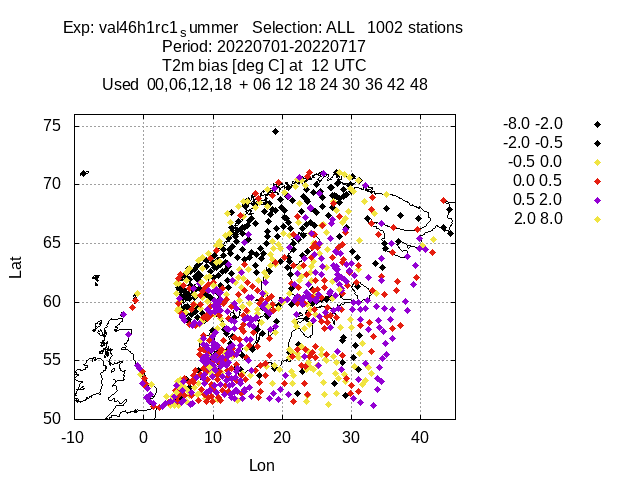 Exp: val46h1rc1summer Selection: ALL 1002 stations
Period: 20220701-20220717
T2m bias [deg C] at 12 UTC
Used 00,06,12,18 + 06 12 18 24 30 36 42 48
-8.0 -2.0
-2.0 -0.5
-0.5 0.0
0.0 0.5
0.5 2.0
2.0 8.0
75
70
65
60
55
50
Lat
-10 0 10 20 30 40
Lon